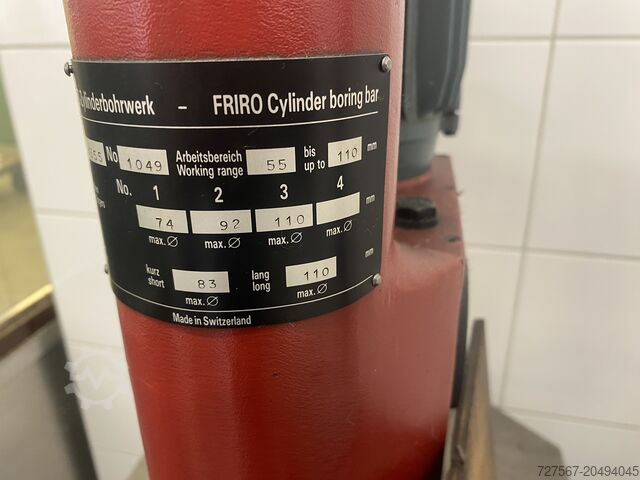 Cylinderbohrwerk - FRIRO Cylinder boring bar
No 1049 Arbeitsbereich Working range 55 bis up to 110 mm
No. 1 2 3 4
74 92 110 mm
max. Ø max. Ø max. Ø max. Ø
kurz short 83 lang long 110 mm
max. Ø max. Ø
Made in Switzerland
727567-20494045